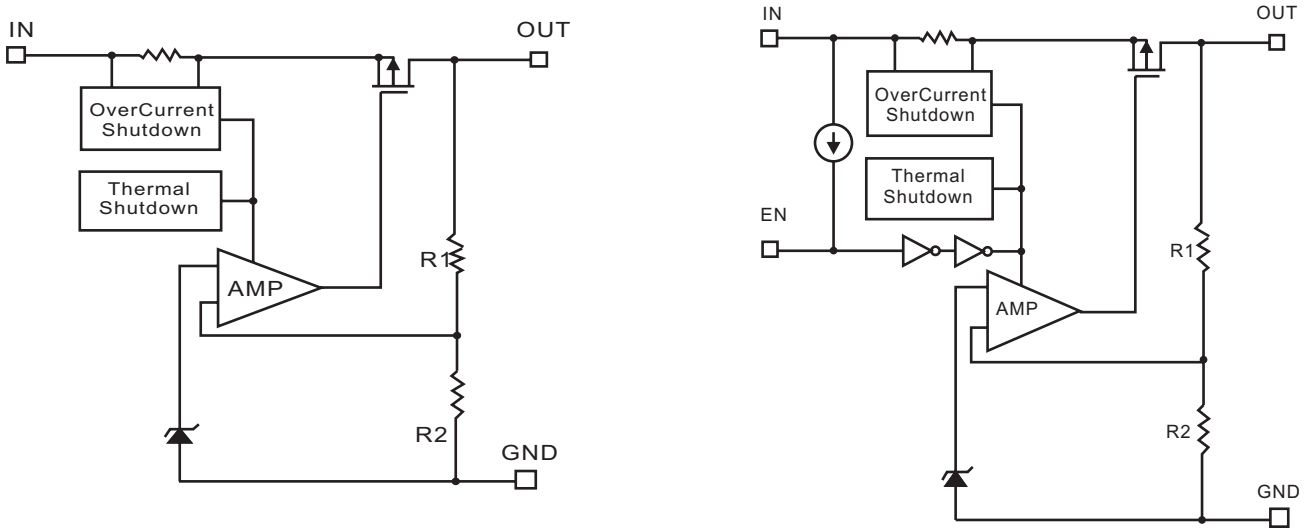 IN
OUT
OverCurrent
Shutdown
Thermal
Shutdown
R1
AMP
R2
GND
IN
OUT
OverCurrent
Shutdown
Thermal
Shutdown
EN
R1
AMP
R2
GND